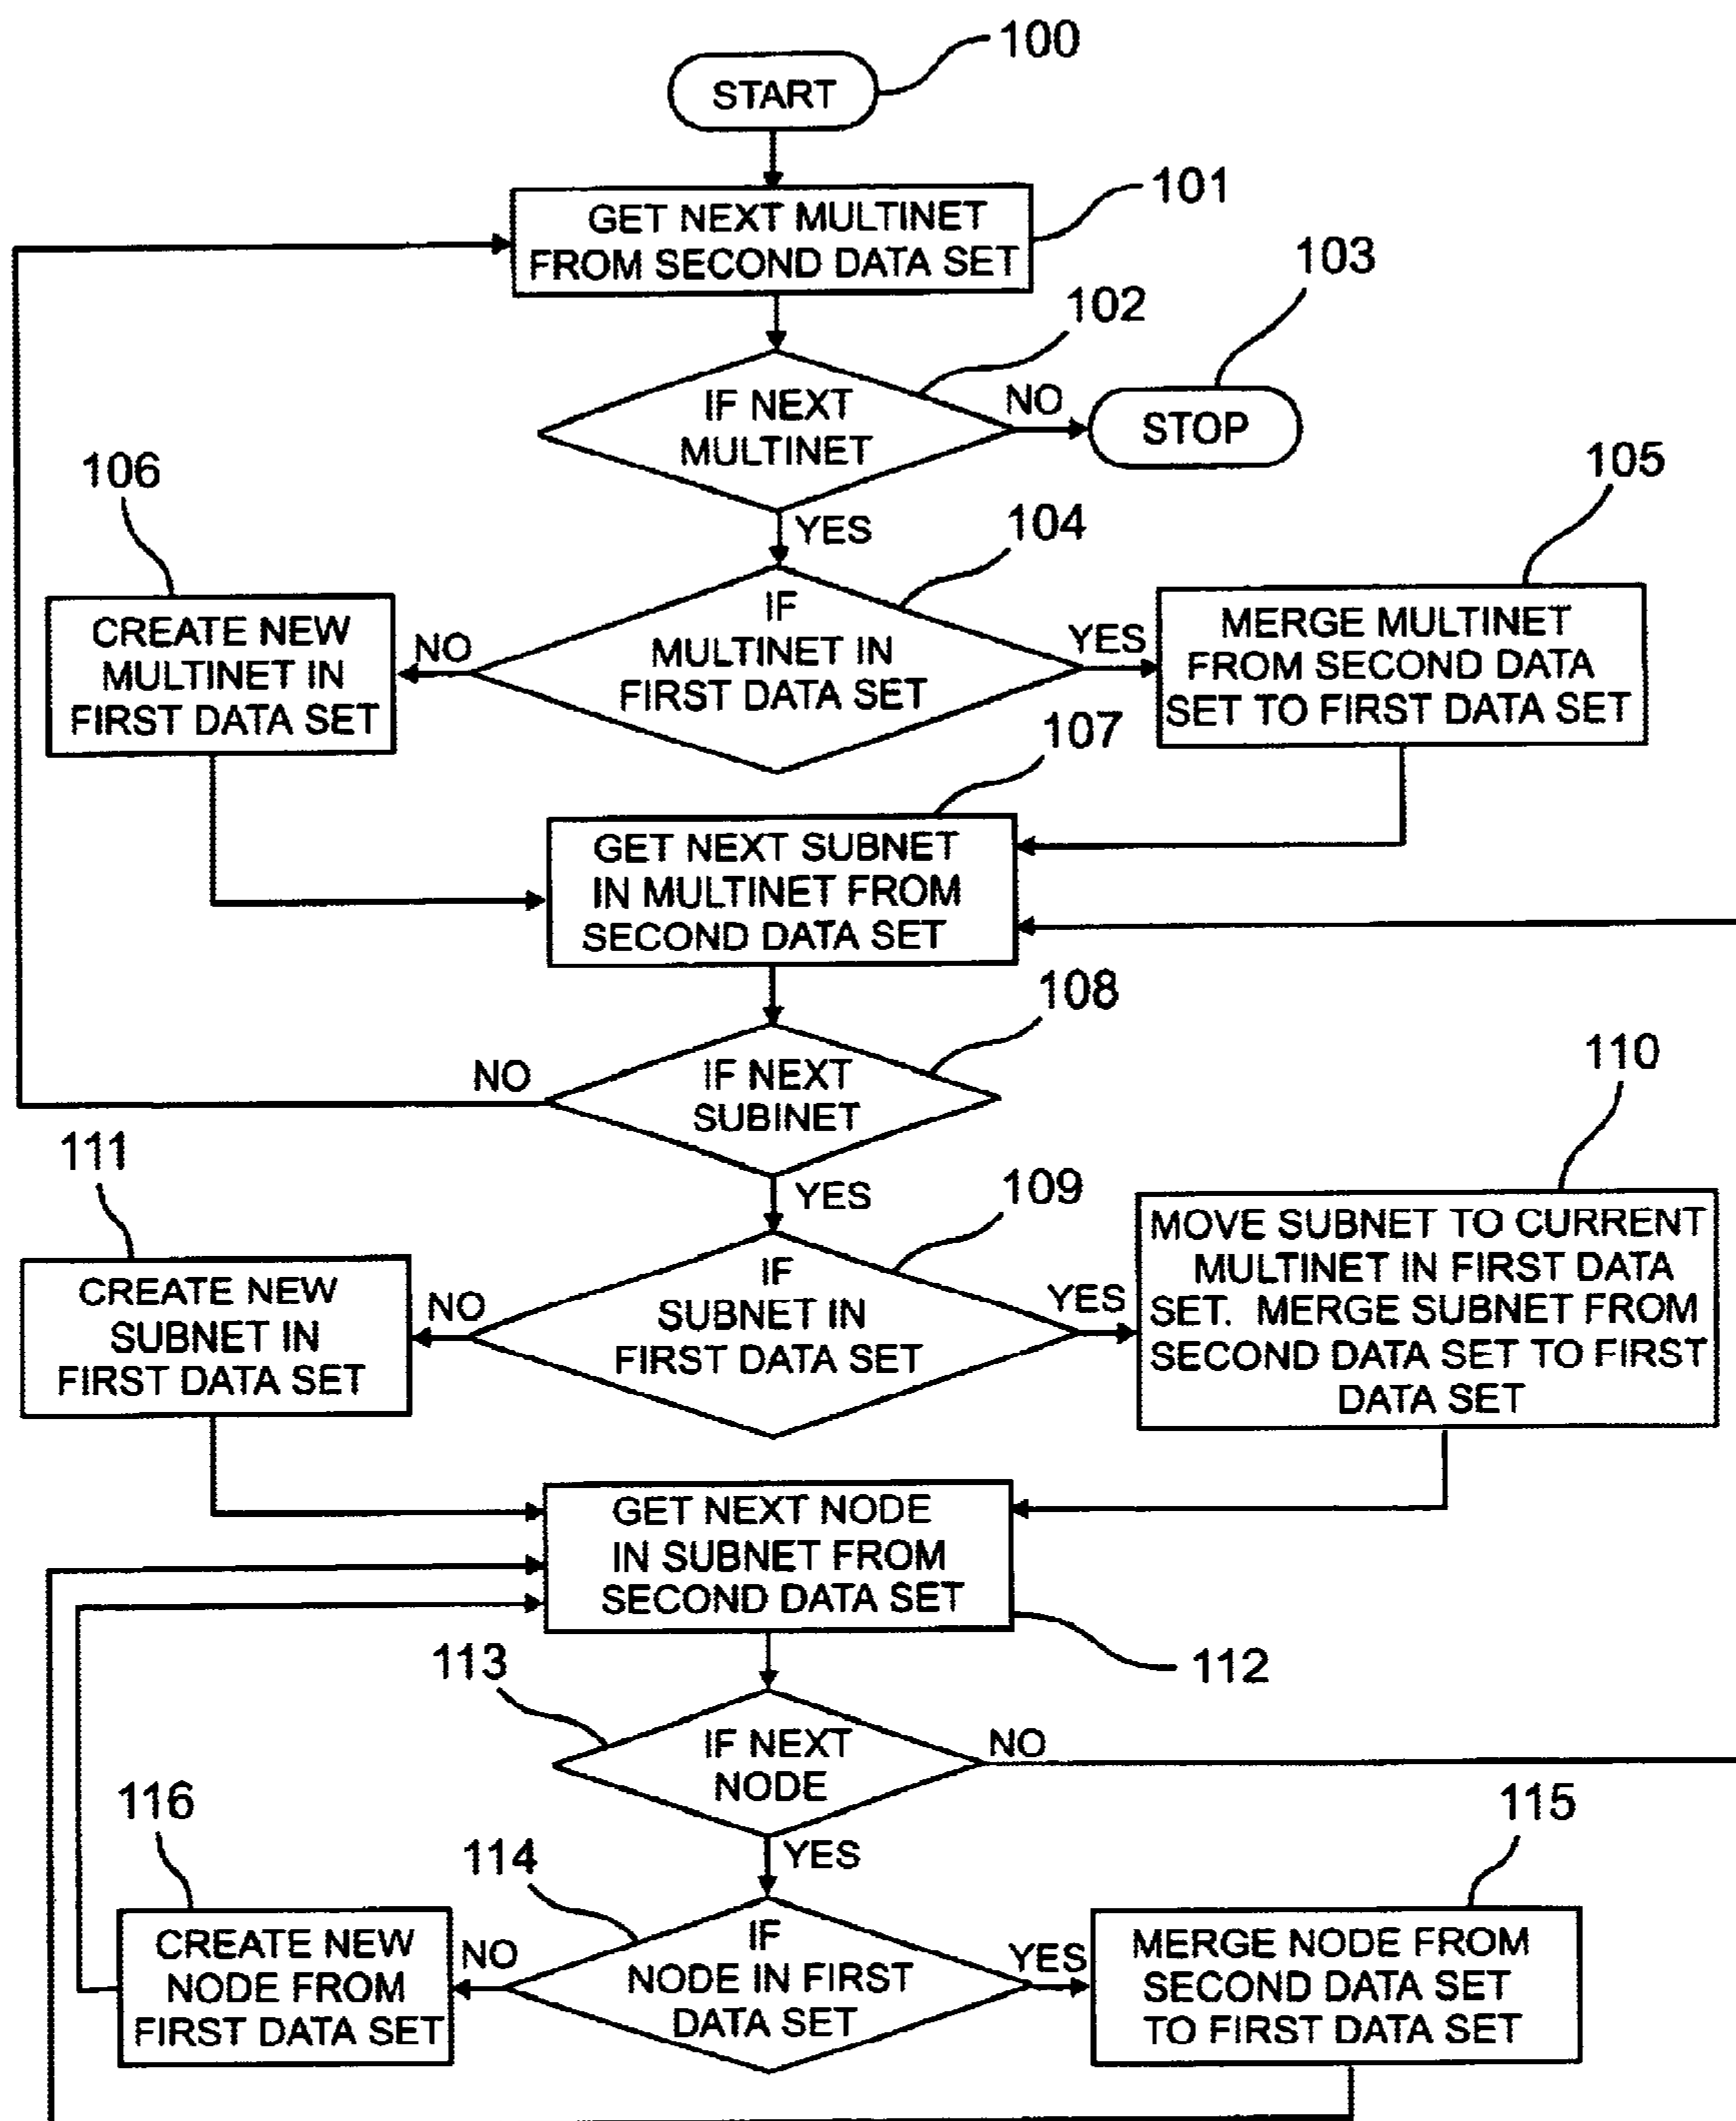 100
START
101
GET NEXT MULTINET
FROM SECOND DATA SET
103
102
IF NEXT
MULTINET
NO
STOP
106
105
YES
104
CREATE NEW
MULTINET IN
FIRST DATA SET
NO
IF
MULTINET IN
FIRST DATA SET
YES
MERGE MULTINET
FROM SECOND DATA
SET TO FIRST DATA SET
107
GET NEXT SUBNET
IN MULTINET FROM
SECOND DATA SET
108
NO
IF NEXT
SUBINET
110
111
YES
109
CREATE NEW
SUBNET IN
FIRST DATA SET
NO
IF
SUBNET IN
FIRST DATA SET
YES
MOVE SUBNET TO CURRENT
MULTINET IN FIRST DATA
SET. MERGE SUBNET FROM
SECOND DATA SET TO FIRST
DATA SET
GET NEXT NODE
IN SUBNET FROM
SECOND DATA SET
112
113
IF NEXT
NODE
NO
116
115
YES
114
CREATE NEW
NODE FROM
FIRST DATA SET
NO
IF
NODE IN FIRST
DATA SET
YES
MERGE NODE FROM
SECOND DATA SET
TO FIRST DATA SET